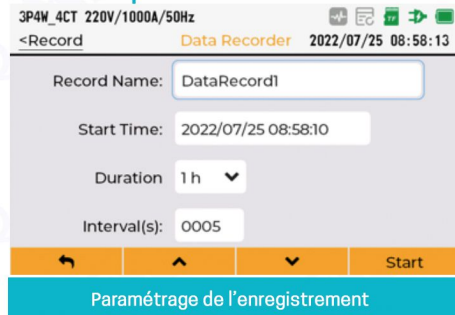 3P4W_4CT 220V/1000A/50Hz
<Record Data Recorder 2022/07/25 08:58:13
Record Name: DataRecord1
Start Time: 2022/07/25 08:58:10
Duration 1 h
Interval(s): 0005
Start
Paramétrage de l'enregistrement